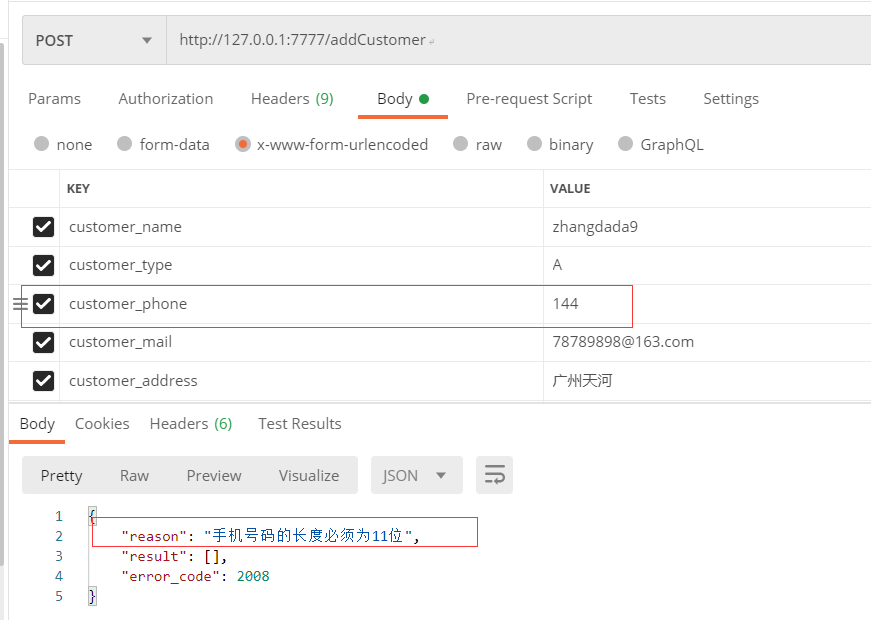 POST http://127.0.0.1:7777/addCustomer
Params Authorization Headers (9) Body Pre-request Script Tests Settings
none form-data x-www-form-urlencoded raw binary GraphQL
KEY VALUE
customer_name zhangdada9
customer_type A
customer_phone 144
customer_mail 78789898@163.com
customer_address 广州天河
Body Cookies Headers (6) Test Results
Pretty Raw Preview Visualize JSON
1 {
2 "reason": "手机号码的长度必须为11位",
3 "result": [],
4 "error_code": 2008
5 }